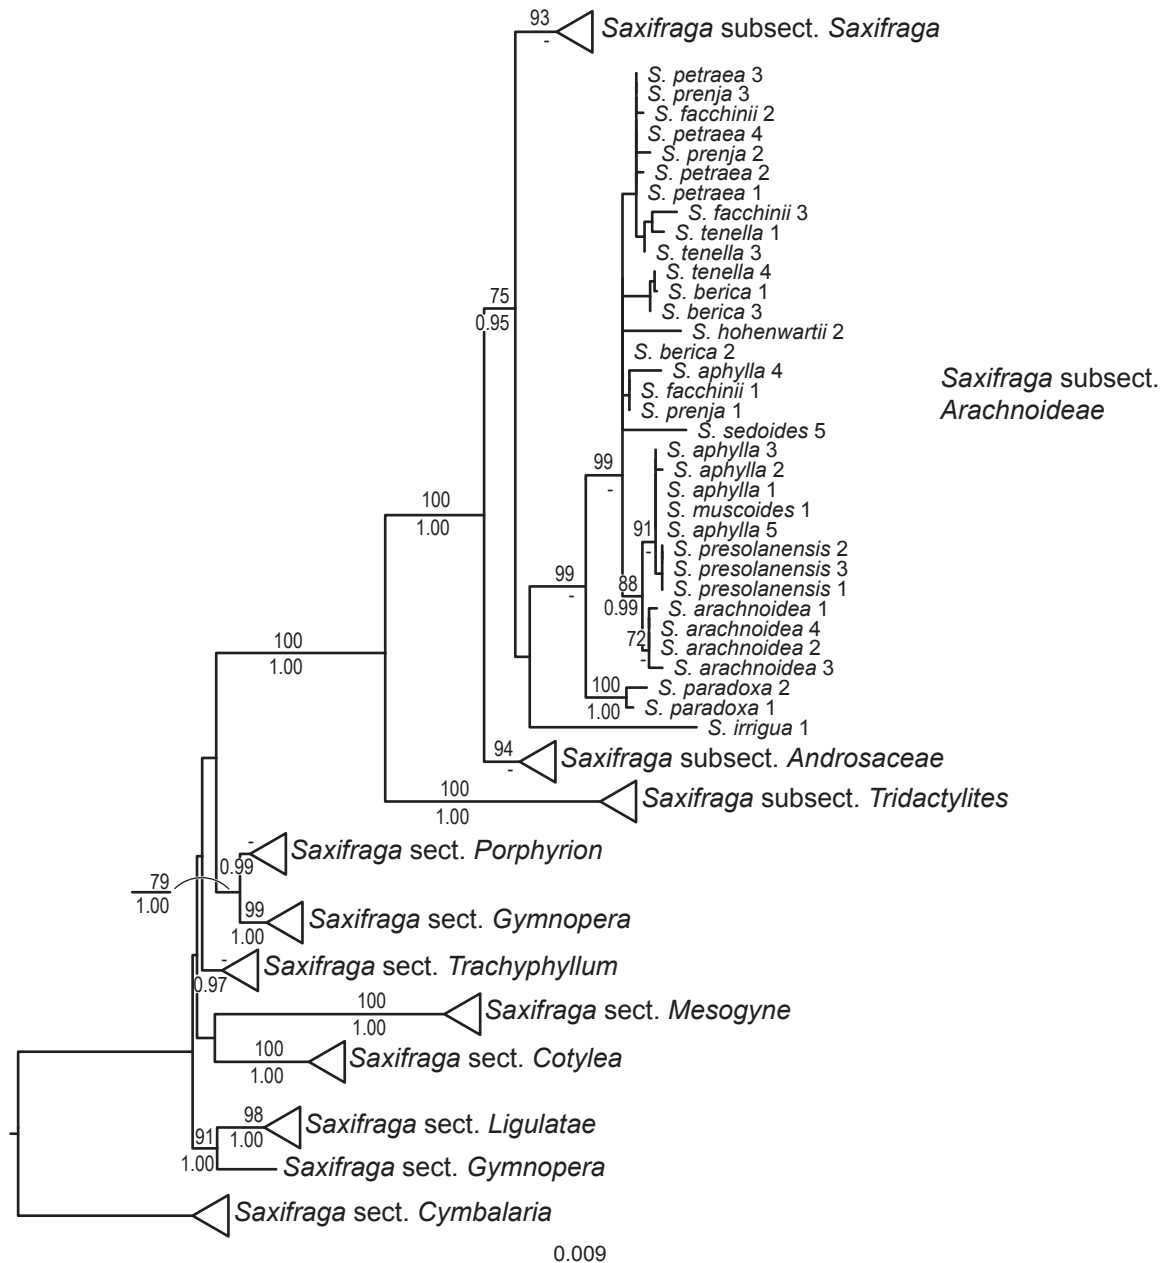 93
Saxifraga subsect. Saxifraga
-
S. petraea 3
S. prenja 3
S. facchinii 2
S. petraea 4
S. prenja 2
S. petraea 2
S. petraea 1
S. facchinii 3
S. tenella 1
S. tenella 3
S. tenella 4
S. berica 1
S. berica 3
75
0.95
S. hohenwartii 2
S. berica 2
S. aphylla 4
S. facchinii 1
S. prenja 1
Saxifraga subsect.
Arachnoideae
S. sedoides 5
S. aphylla 3
99
-
S. aphylla 2
S. aphylla 1
100
1.00
S. muscoides 1
91
-
S. aphylla 5
S. presolanensis 2
S. presolanensis 3
99
-
88
0.99
S. presolanensis 1
S. arachnoidea 1
S. arachnoidea 4
72
-
S. arachnoidea 2
100
1.00
S. arachnoidea 3
100
1.00
S. paradoxa 2
S. paradoxa 1
S. irrigua 1
94
-
Saxifraga subsect. Androsaceae
100
1.00
Saxifraga subsect. Tridactylites
-
0.99
Saxifraga sect. Porphyrion
79
1.00
99
1.00
Saxifraga sect. Gymnopera
-
0.97
Saxifraga sect. Trachyphyllum
100
1.00
Saxifraga sect. Mesogyne
100
1.00
Saxifraga sect. Cotylea
98
1.00
Saxifraga sect. Ligulatae
91
1.00
Saxifraga sect. Gymnopera
Saxifraga sect. Cymbalaria
0.009